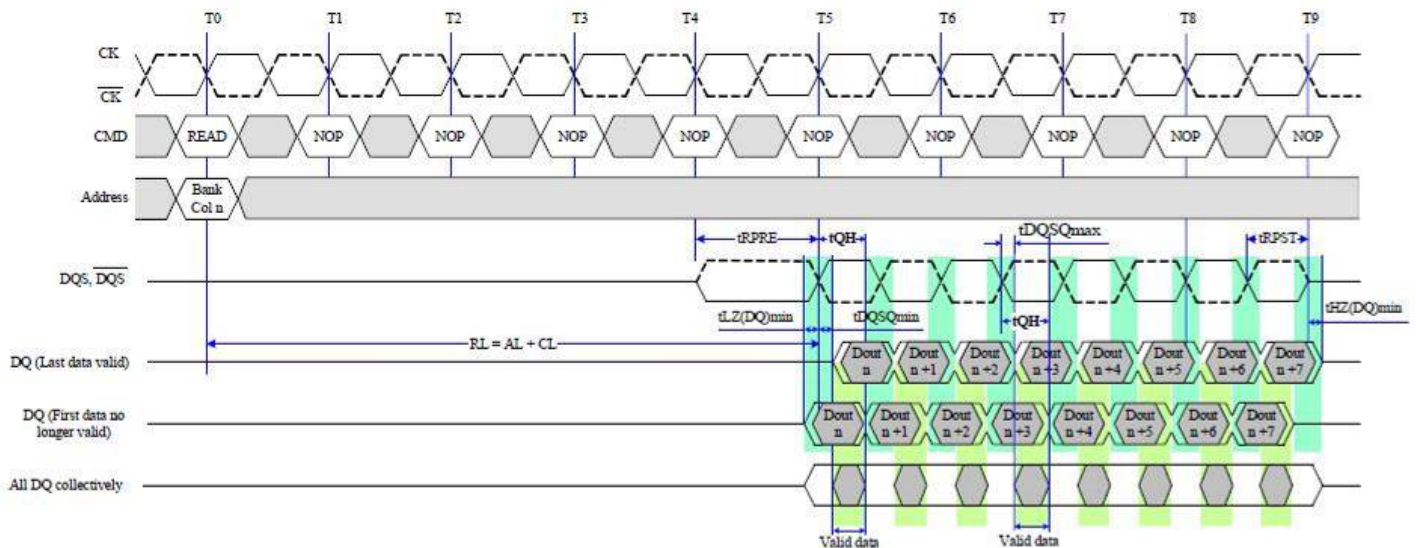 T0 T1 T2 T3 T4 T5 T6 T7 T8 T9
CK
CK
CMD READ NOP NOP NOP NOP NOP NOP NOP NOP NOP
Address Bank
Col n
tRPRE tQH tDQSQmax tRPST
DQS, DQS
tLZ(DQ)min tDQSQmin tQH tHZ(DQ)min
RL = AL + CL
DQ (Last data valid) Dout Dout Dout Dout Dout Dout Dout Dout
n n +1 n +2 n +3 n +4 n +5 n +6 n +7
DQ (First data no
longer valid)
Dout Dout Dout Dout Dout Dout Dout Dout
n n +1 n +2 n +3 n +4 n +5 n +6 n +7
All DQ collectively
Valid data Valid data